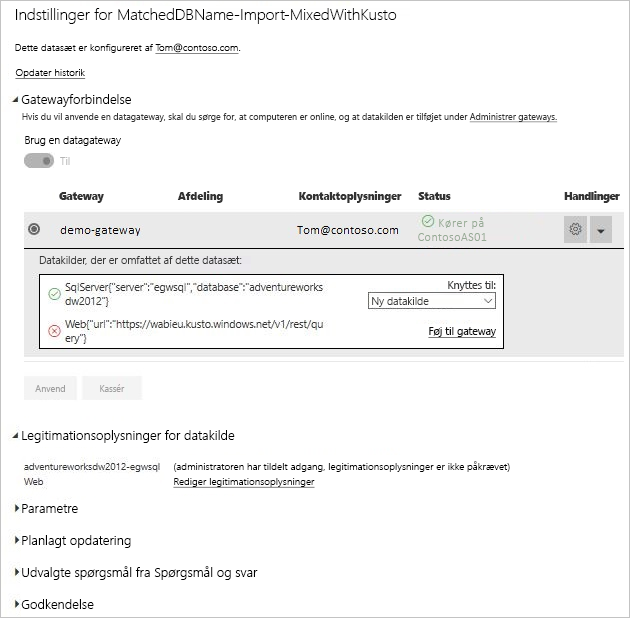 Indstillinger for MatchedDBName-Import-MixedWithKusto
Dette datasæt er konfigureret af Tom@contoso.com.
Opdater historik
Gatewayforbindelse
Hvis du vil anvende en datagateway, skal du sørge for, at computeren er online, og at datakilden er tilføjet under Administrer gateways.
Brug en datagateway
Til
Gateway Afdeling Kontaktoplysninger Status Handlinger
demo-gateway Tom@contoso.com Kører på
ContosoAS01
Datakilder, der er omfattet af dette datasæt:
SqlServer{"server":"egwsql","database":"adventureworks
dw2012"}
Knyttes til:
Ny datakilde
Web{"url":"https://wabieu.kusto.windows.net/v1/rest/qu
ery"}
Føj til gateway
Anvend Kassér
Legitimationsoplysninger for datakilde
adventureworksdw2012-egwsql (administratoren har tildelt adgang, legitimationsoplysninger er ikke påkrævet)
Web Rediger legitimationsoplysninger
Parametre
Planlagt opdatering
Udvalgte spørgsmål fra Spørgsmål og svar
Godkendelse